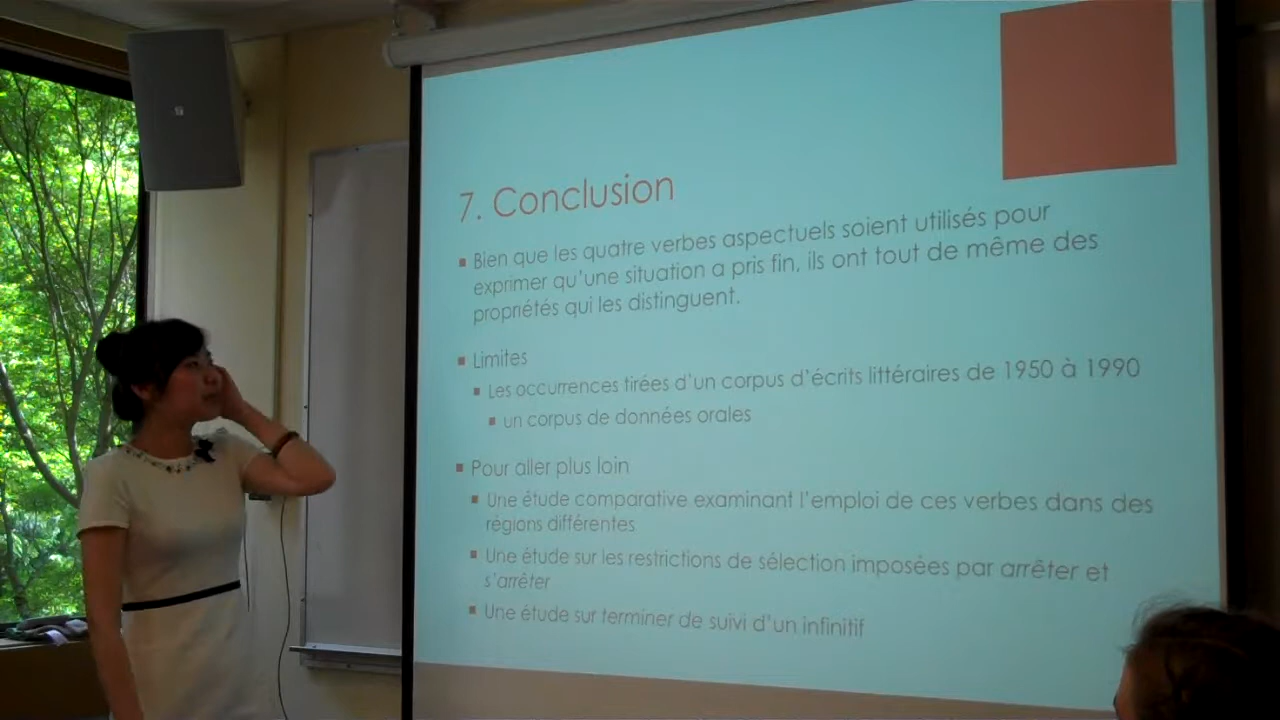 7. Conclusion
Bien que les quatre verbes aspectuels soient utilisés pour
exprimer qu'une situation a pris fin, ils ont tout de même des
propriétés qui les distinguent.
Limites
Les occurrences tirées d'un corpus d'écrits littéraires de 1950 à 1990
un corpus de données orales
Pour aller plus loin
Une étude comparative examinant l'emploi de ces verbes dans des
régions différentes
Une étude sur les restrictions de sélection imposées par arrêter et
s'arrêter
Une étude sur terminer de suivi d'un infinitif